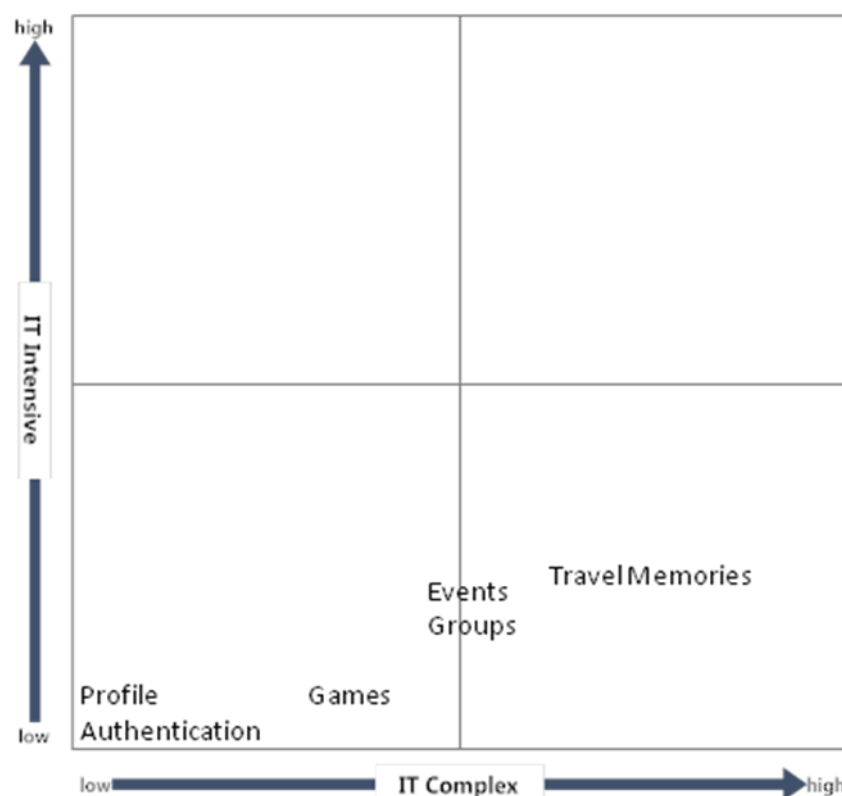 high
IT Intensive
Travel Memories
Events
Groups
Profile
Games
Authentication
low
low
IT Complex
high